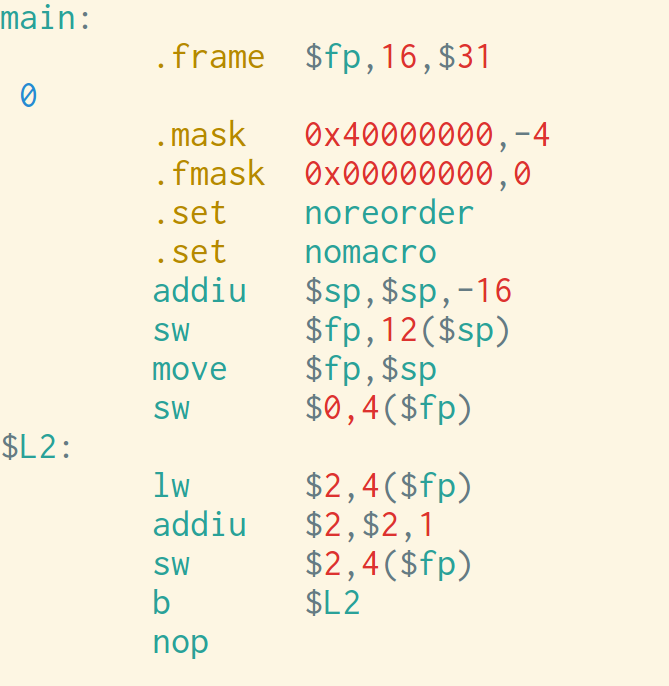 main:
.frame $fp,16,$31
0
.mask 0x40000000,-4
.fmask 0x00000000,0
.set noreorder
.set nomacro
addiu $sp,$sp,-16
sw $fp,12($sp)
move $fp,$sp
sw $0,4($fp)
$L2:
lw $2,4($fp)
addiu $2,$2,1
sw $2,4($fp)
b $L2
nop